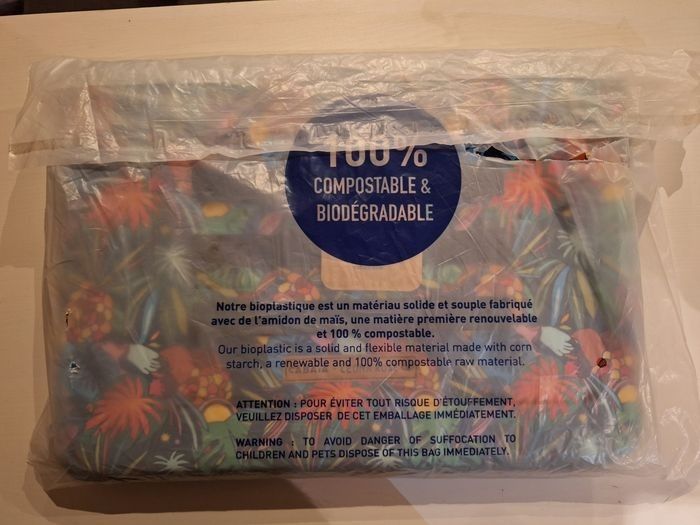 100%
COMPOSTABLE &
BIODÉGRADABLE
Notre bioplastique est un matériau solide et souple fabriqué
avec de l'amidon de maïs, une matière première renouvelable
et 100 % compostable.
Our bioplastic is a solid and flexible material made with corn
starch, a renewable and 100% compostable raw material.
ATTENTION : POUR ÉVITER TOUT RISQUE D'ÉTOUFFEMENT,
VEUILLEZ DISPOSER DE CET EMBALLAGE IMMÉDIATEMENT.
WARNING : TO AVOID DANGER OF SUFFOCATION TO
CHILDREN AND PETS DISPOSE OF THIS BAG IMMEDIATELY.